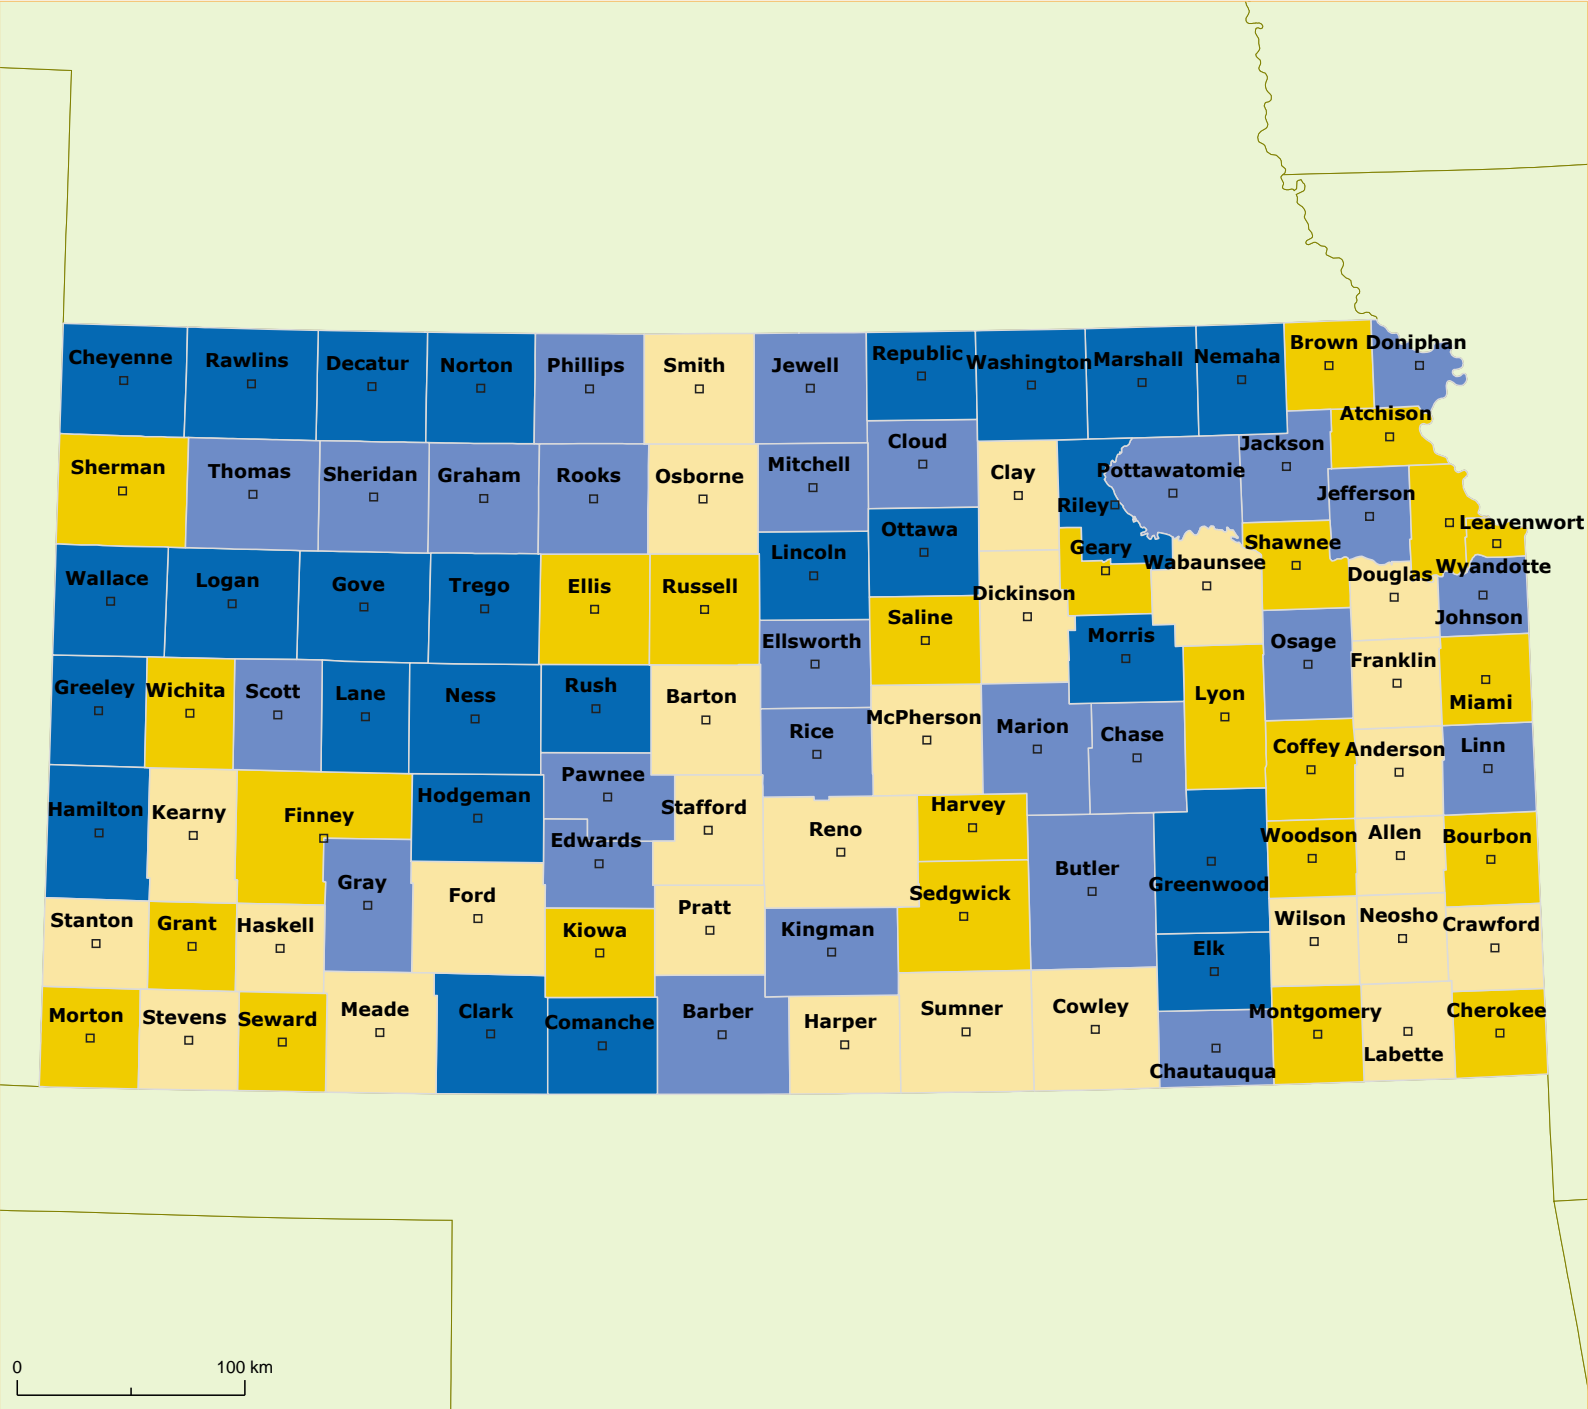 Cheyenne
Rawlins
Decatur
Norton
Phillips
Smith
Jewell
Republic
Washington
Marshall
Nemaha
Brown
Doniphan
Atchison
Sherman
Thomas
Sheridan
Graham
Rooks
Osborne
Mitchell
Cloud
Clay
Riley
Pottawatomie
Jackson
Jefferson
Leavenwort
Wyandotte
Wallace
Logan
Gove
Trego
Ellis
Russell
Lincoln
Ottawa
Dickinson
Geary
Wabaunsee
Shawnee
Douglas
Johnson
Saline
Ellsworth
Morris
Osage
Franklin
Miami
Greeley
Wichita
Scott
Lane
Ness
Rush
Barton
Rice
McPherson
Marion
Chase
Lyon
Coffey
Anderson
Linn
Hamilton
Kearny
Finney
Hodgeman
Pawnee
Edwards
Stafford
Reno
Harvey
Butler
Greenwood
Woodson
Allen
Bourbon
Stanton
Grant
Haskell
Gray
Ford
Kiowa
Pratt
Kingman
Sedgwick
Elk
Wilson
Neosho
Crawford
Morton
Stevens
Seward
Meade
Clark
Comanche
Barber
Harper
Sumner
Cowley
Chautauqua
Montgomery
Labette
Cherokee
0 100 km